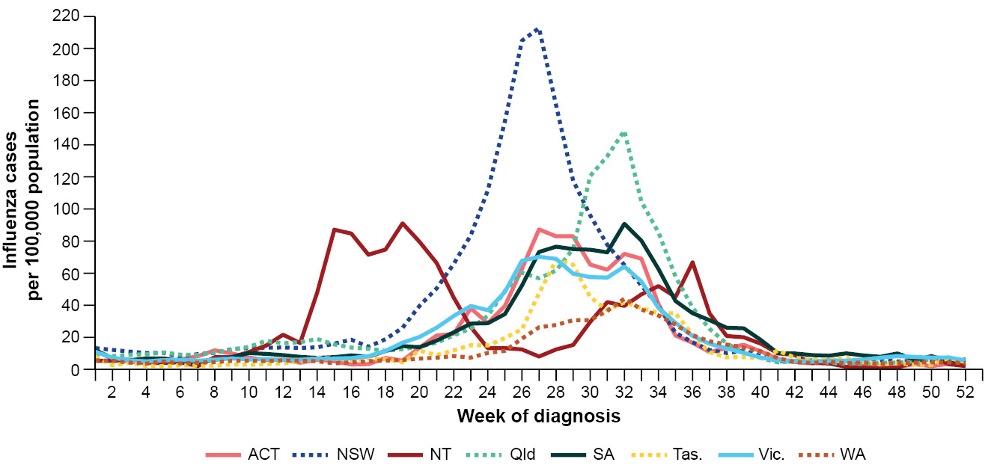 Influenza cases
per 100,000 population
220
200
180
160
140
120
100
80
60
40
20
0
2 4 6 8 10 12 14 16 18 20 22 24 26 28 30 32 34 36 38 40 42 44 46 48 50 52
Week of diagnosis
ACT NSW NT Qld SA Tas. Vic. WA